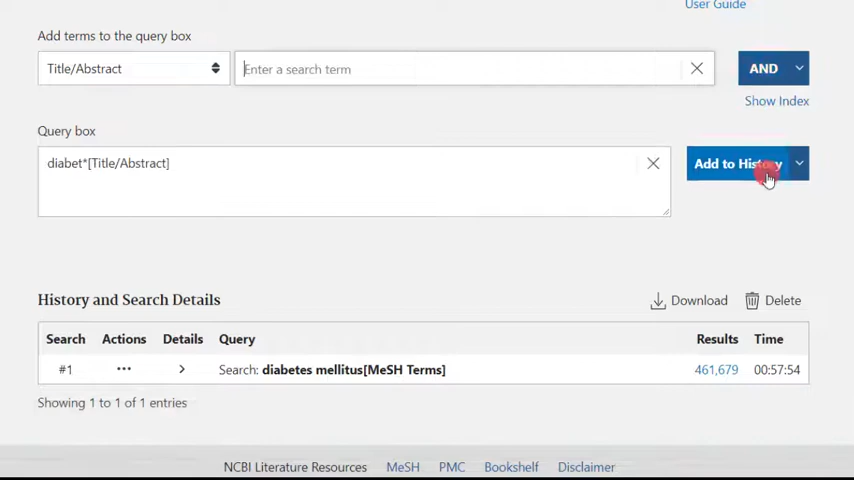 User Guide
Add terms to the query box
Title/Abstract Enter a search term AND
Show Index
Query box
diabet*[Title/Abstract] Add to History
History and Search Details Download Delete
Search Actions Details Query Results Time
#1 ... > Search: diabetes mellitus[MeSH Terms] 461,679 00:57:54
Showing 1 to 1 of 1 entries
NCBI Literature Resources MeSH PMC Bookshelf Disclaimer